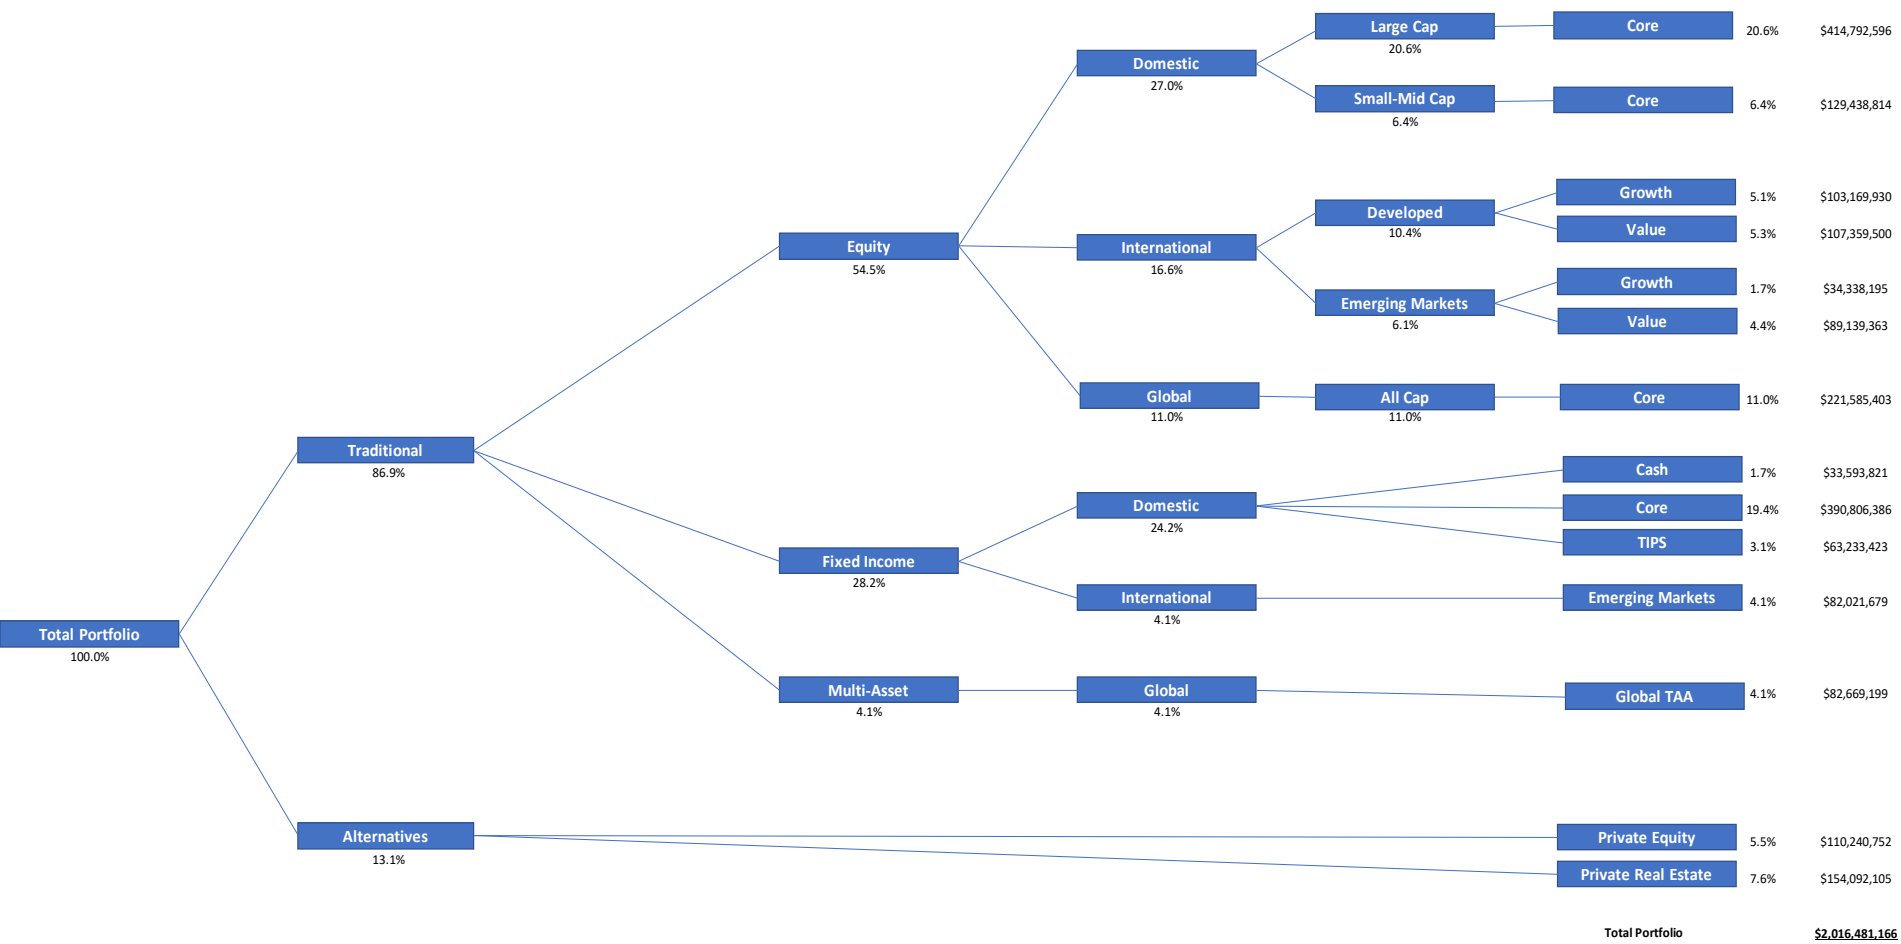 Large Cap
20.6%
Core
20.6%
$414,792,596
Domestic
27.0%
Small-Mid Cap
6.4%
Core
6.4%
$129,438,814
Growth
5.1%
$103,169,930
Developed
10.4%
Value
5.3%
$107,359,500
Equity
54.5%
International
16.6%
Growth
1.7%
$34,338,195
Emerging Markets
6.1%
Value
4.4%
$89,139,363
Global
11.0%
All Cap
11.0%
Core
11.0%
$221,585,403
Traditional
86.9%
Cash
1.7%
$33,593,821
Domestic
24.2%
Core
19.4%
$390,806,386
TIPS
3.1%
$63,233,423
Fixed Income
28.2%
International
4.1%
Emerging Markets
4.1%
$82,021,679
Total Portfolio
100.0%
Multi-Asset
4.1%
Global
4.1%
Global TAA
4.1%
$82,669,199
Alternatives
13.1%
Private Equity
5.5%
$110,240,752
Private Real Estate
7.6%
$154,092,105
Total Portfolio
$2,016,481,166